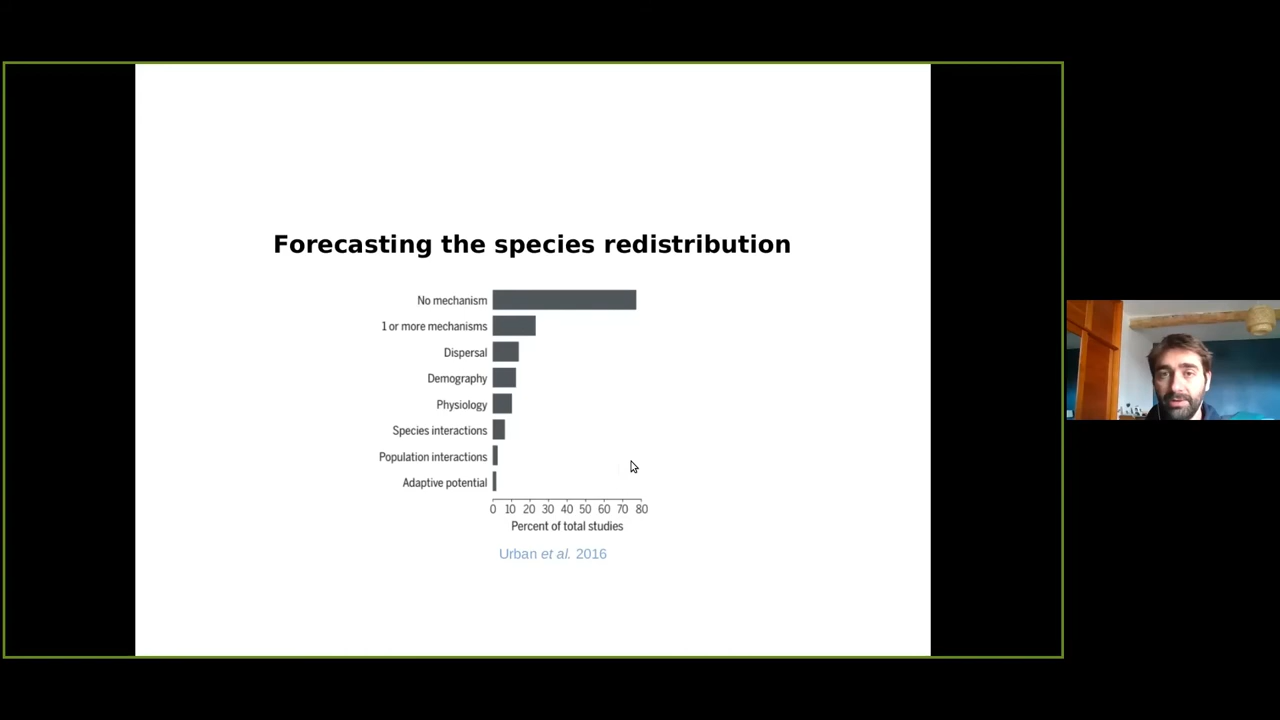 Forecasting the species redistribution
No mechanism
1 or more mechanisms
Dispersal
Demography
Physiology
Species interactions
Population interactions
Adaptive potential
0 10 20 30 40 50 60 70 80
Percent of total studies
Urban et al. 2016